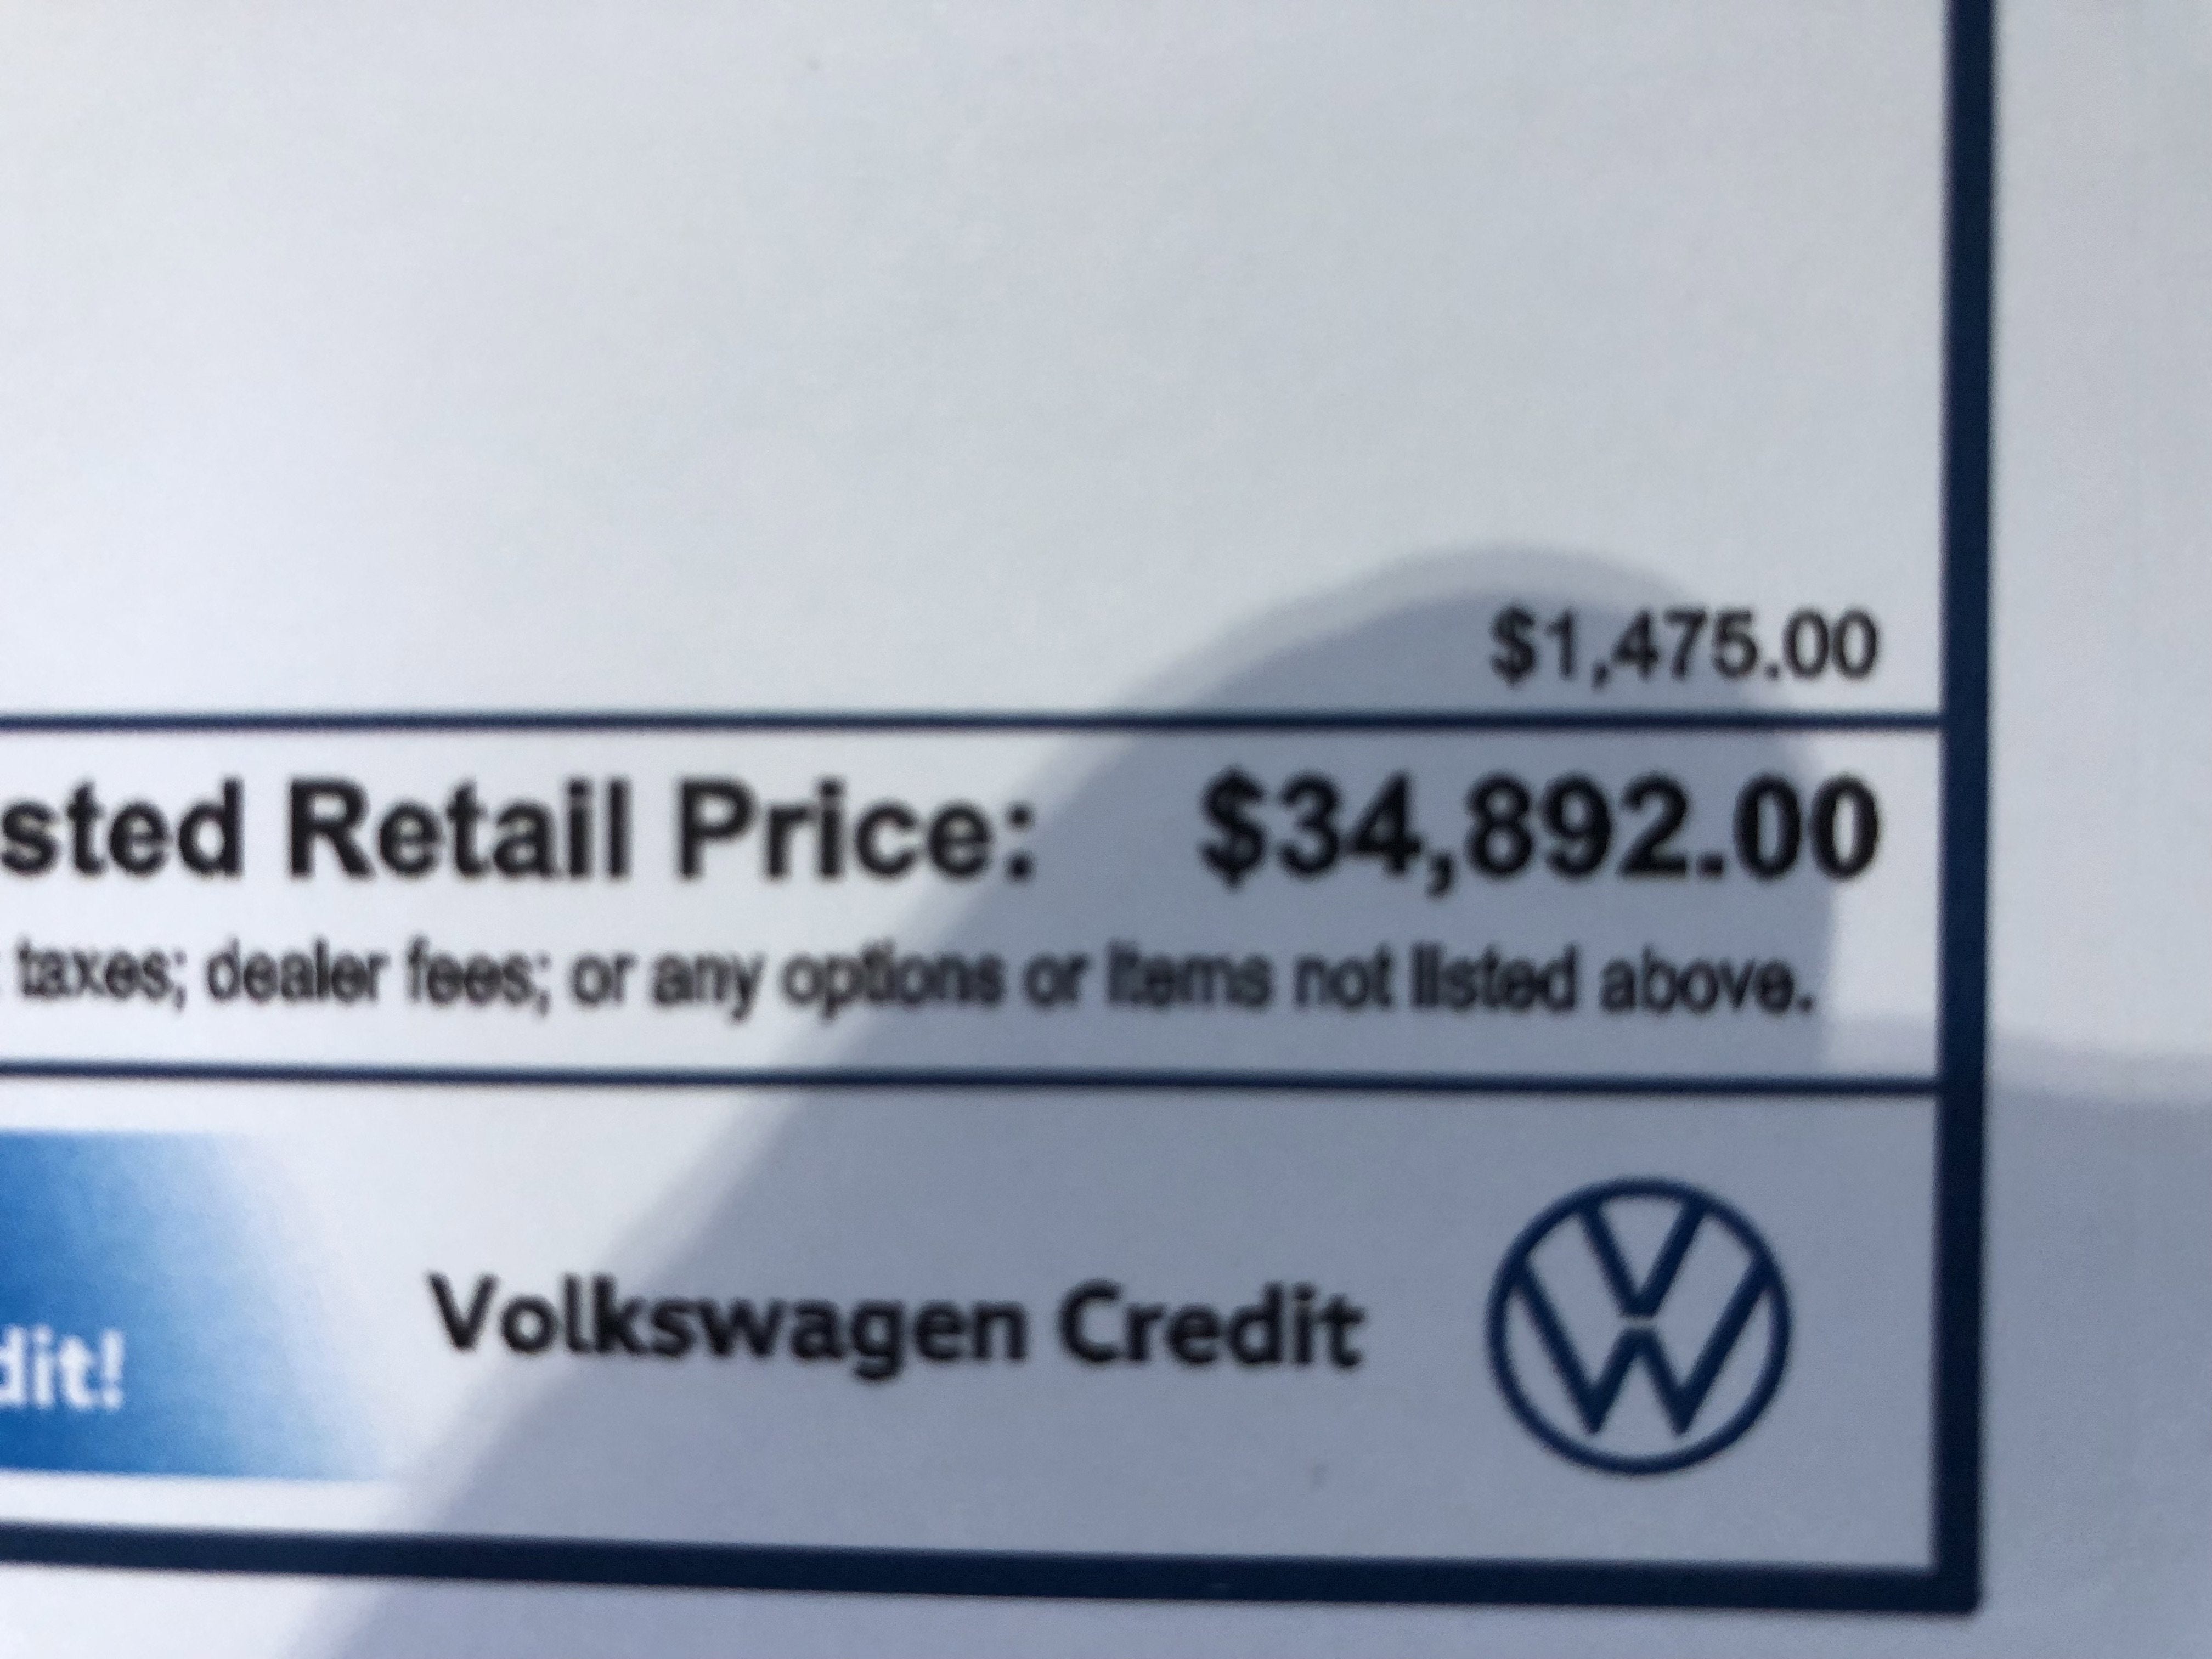 $1,475.00
sted Retail Price: $34,892.00
taxes; dealer fees; or any options or items not listed above.
dit!
Volkswagen Credit